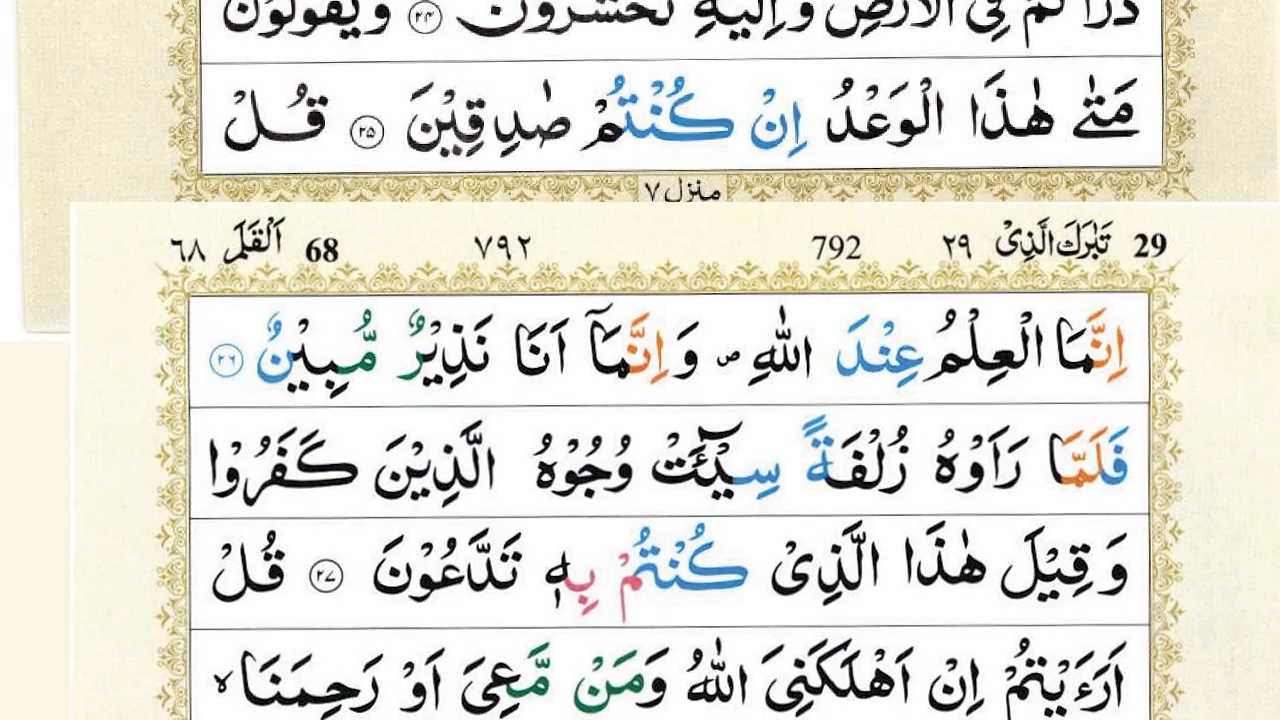 ذَرَاَكُمْ فِي الْاَرْضِ وَاِلَيْهِ تُحْشَرُوْنَ ﴿٢٤﴾ وَيَقُوْلُوْنَ
مَتٰى هٰذَا الْوَعْدُ اِنْ كُنْتُمْ صٰدِقِيْنَ ﴿٢٥﴾ قُلْ
منزل ٧
29 تَبٰرَكَ الَّذِىْ ٢٩ 792 ٧٩٢ 68 اَلْقَلَمْ ٦٨
اِنَّمَا الْعِلْمُ عِنْدَ اللّٰهِ ۪ وَاِنَّمَآ اَنَا نَذِيْرٌ مُّبِيْنٌ ﴿٢٦﴾
فَلَمَّا رَاَوْهُ زُلْفَةً سِيْٓئَتْ وُجُوْهُ الَّذِيْنَ كَفَرُوْا
وَقِيْلَ هٰذَا الَّذِىْ كُنْتُمْ بِهٖ تَدَّعُوْنَ ﴿٢٧﴾ قُلْ
اَرَءَيْتُمْ اِنْ اَهْلَكَنِىَ اللّٰهُ وَمَنْ مَّعِىَ اَوْ رَحِمَنَا ۙ